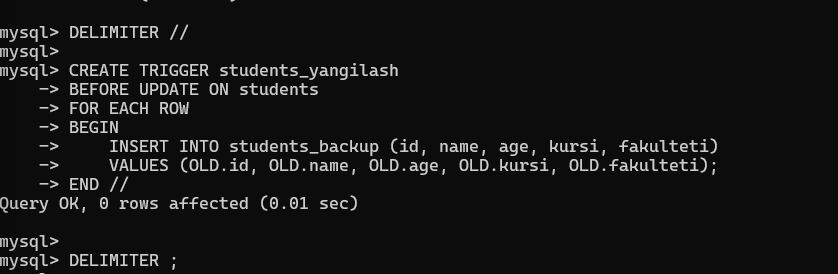 mysql> DELIMITER //
mysql>
mysql> CREATE TRIGGER students_yangilash
    -> BEFORE UPDATE ON students
    -> FOR EACH ROW
    -> BEGIN
    ->     INSERT INTO students_backup (id, name, age, kursi, fakulteti)
    ->     VALUES (OLD.id, OLD.name, OLD.age, OLD.kursi, OLD.fakulteti);
    -> END //
Query OK, 0 rows affected (0.01 sec)
mysql>
mysql> DELIMITER ;